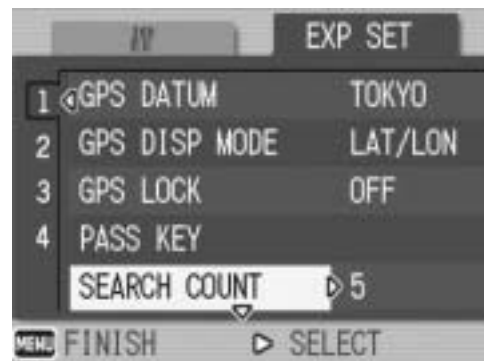 EXP SET
1 GPS DATUM TOKYO
2 GPS DISP MODE LAT/LON
3 GPS LOCK OFF
4 PASS KEY
SEARCH COUNT 5
MENU FINISH SELECT